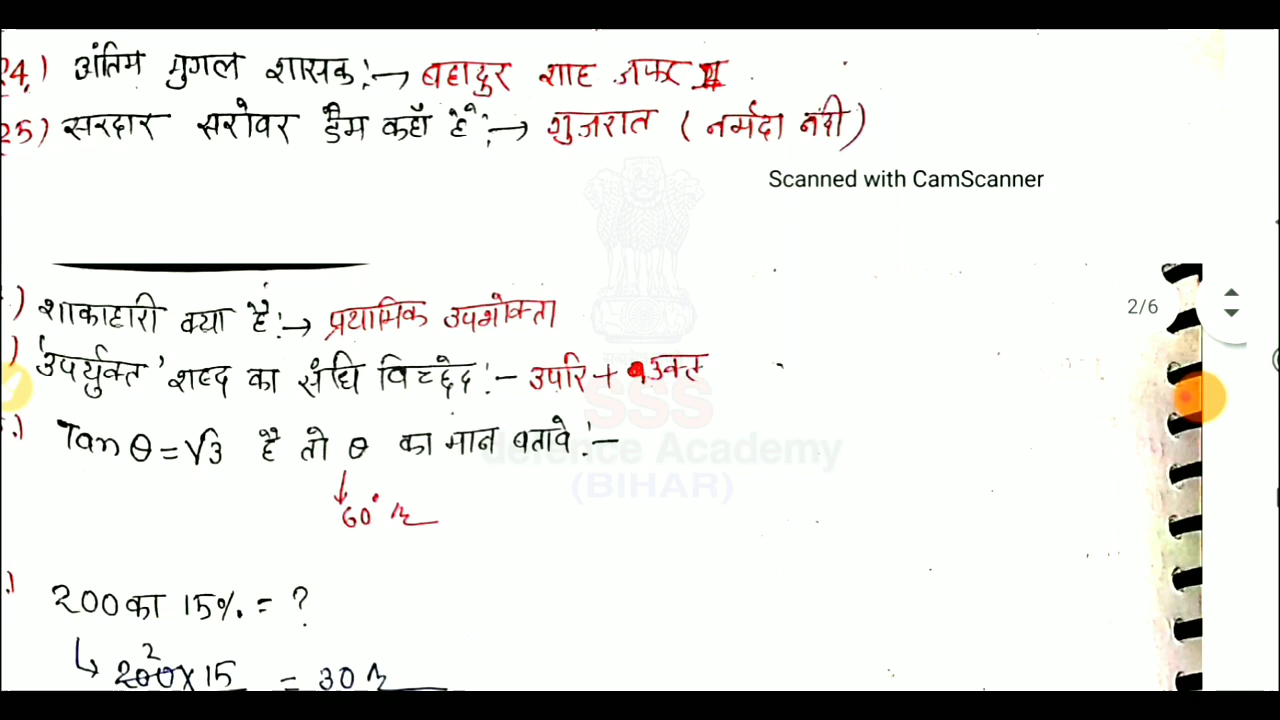 24.) अंतिम मुगल शासक :→ बहादुर शाह जफर II
25) सरदार सरोवर डैम कहाँ है :→ गुजरात ( नर्मदा नदी )
Scanned with CamScanner
.) शाकाहारी क्या है :→ प्रथामिक उपभोक्ता
2/6
) 'उपर्युक्त' शब्द का संधि विच्छेद :- उपरि + उक्त
SSS
.) Tan θ = √3 है तो θ का मान बतावे :-
defence Academy
(BIHAR)
60°
.) 200 का 15% = ?
200 2 x 15 = 30